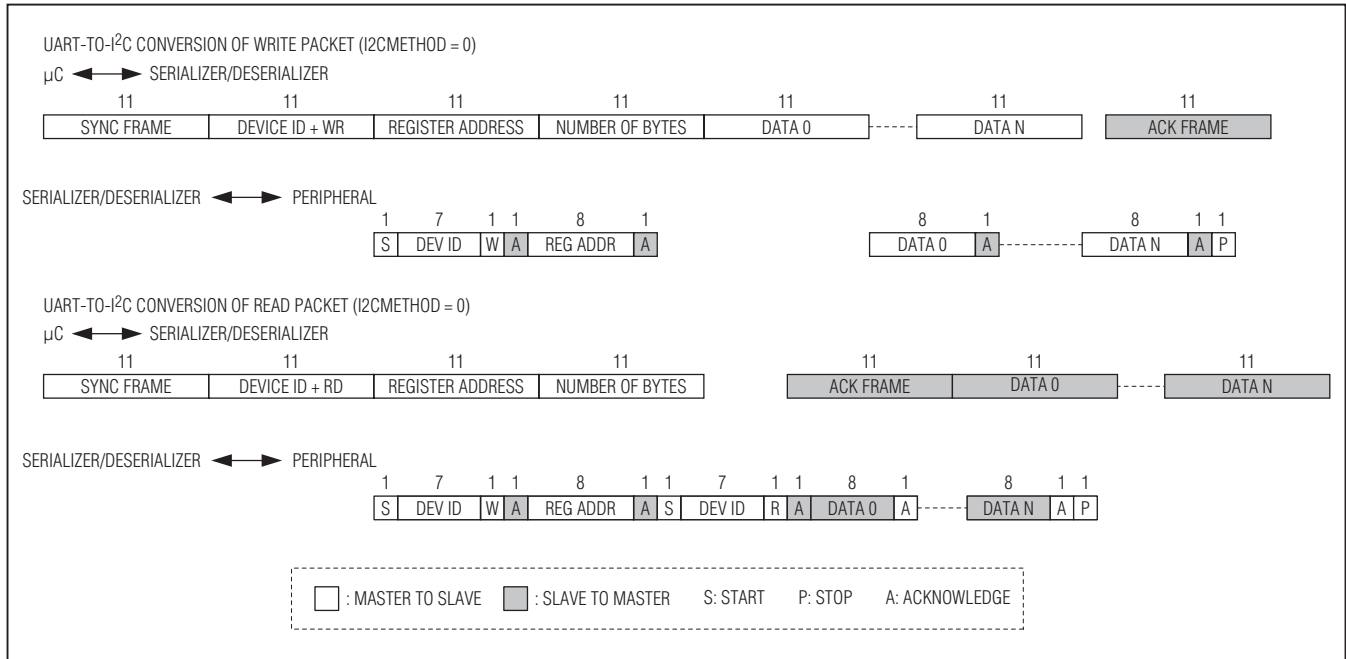 UART-TO-I2C CONVERSION OF WRITE PACKET (I2CMETHOD = 0)
µC SERIALIZER/DESERIALIZER
11 11 11 11 11 11 11
SYNC FRAME DEVICE ID + WR REGISTER ADDRESS NUMBER OF BYTES DATA 0 DATA N ACK FRAME
SERIALIZER/DESERIALIZER PERIPHERAL
1 7 1 1 8 1 8 1 8 1 1
S DEV ID W A REG ADDR A DATA 0 A DATA N A P
UART-TO-I2C CONVERSION OF READ PACKET (I2CMETHOD = 0)
µC SERIALIZER/DESERIALIZER
11 11 11 11 11 11 11
SYNC FRAME DEVICE ID + RD REGISTER ADDRESS NUMBER OF BYTES ACK FRAME DATA 0 DATA N
SERIALIZER/DESERIALIZER PERIPHERAL
1 7 1 1 8 1 1 7 1 1 8 1 8 1 1
S DEV ID W A REG ADDR A S DEV ID R A DATA 0 A DATA N A P
: MASTER TO SLAVE : SLAVE TO MASTER S: START P: STOP A: ACKNOWLEDGE